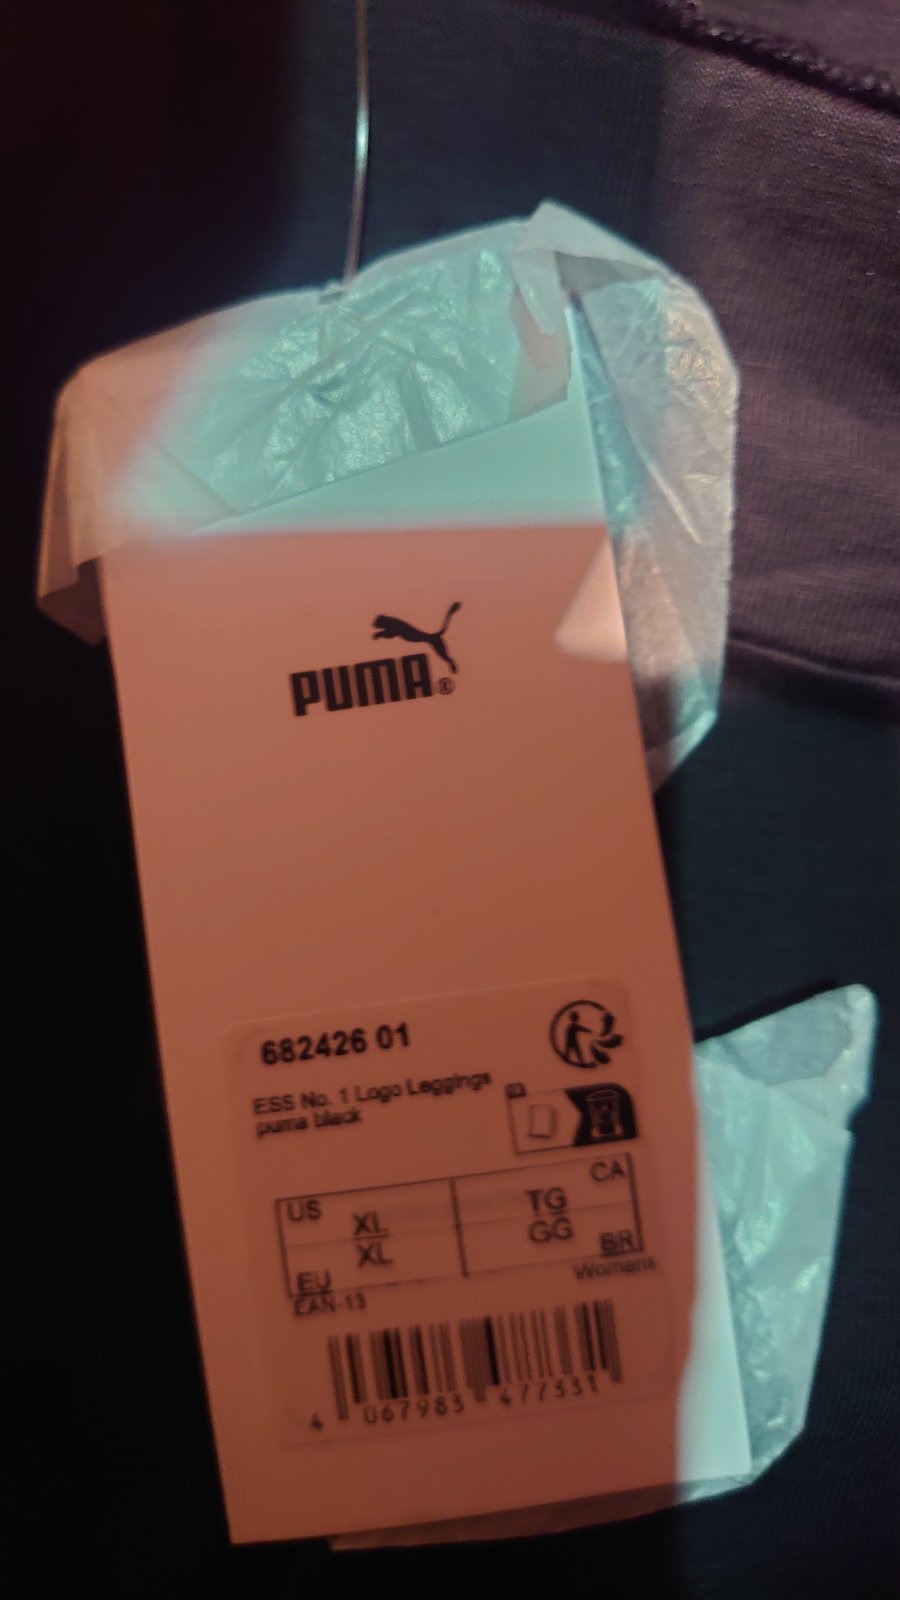 PUMA®
682426 01
ESS No. 1 Logo Leggings
puma black
US XL TG CA
EU XL GG BR
EAN-13 Womans
4 067983 477331